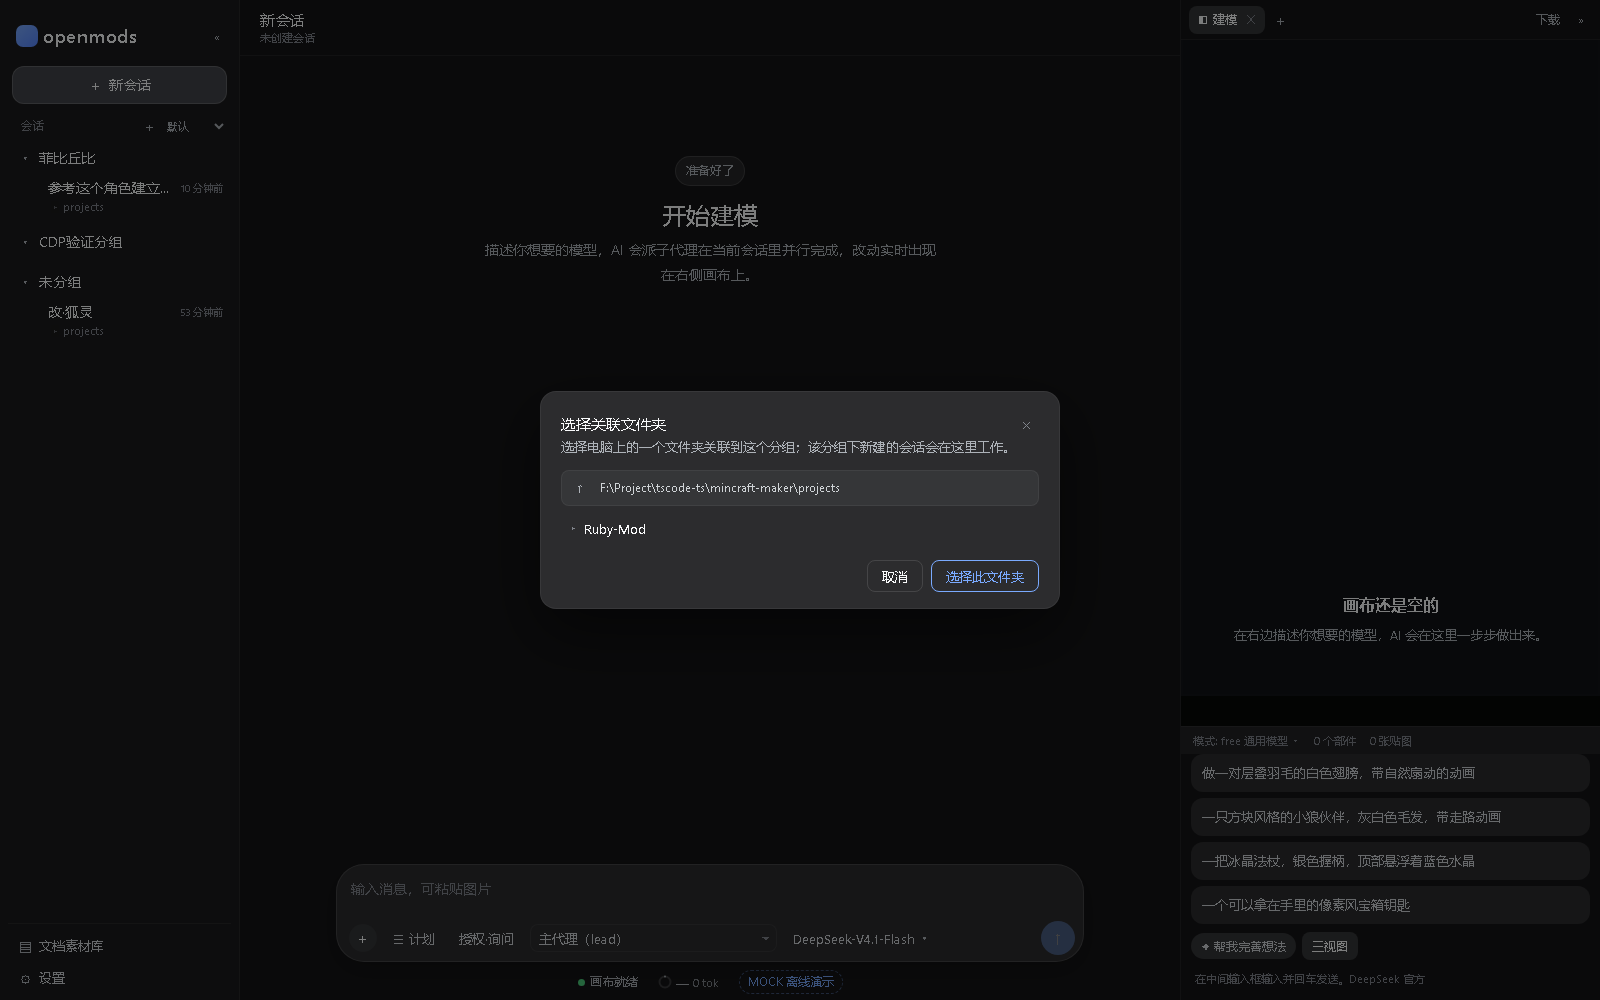 openmods
«
+ 新会话
会话
+ 默认
菲比丘比
参考这个角色建立... 10 分钟前
projects
CDP验证分组
未分组
改·狐灵 53 分钟前
projects
文档素材库
设置
新会话
未创建会话
准备好了
开始建模
描述你想要的模型，AI 会派子代理在当前会话里并行完成，改动实时出现
在右侧画布上。
选择关联文件夹
×
选择电脑上的一个文件夹关联到这个分组；该分组下新建的会话会在这里工作。
↑ F:\Project\tscode-ts\mincraft-maker\projects
Ruby-Mod
取消
选择此文件夹
输入消息，可粘贴图片
+ ☰ 计划 授权·询问 主代理（lead） DeepSeek-V4.1-Flash
画布就绪 — 0 tok MOCK 离线演示
建模 × +
下载 »
画布还是空的
在右边描述你想要的模型，AI 会在这里一步步做出来。
模式: free 通用模型 · 0 个部件 0 张贴图
做一对层叠羽毛的白色翅膀，带自然扇动的动画
一只方块风格的小狼伙伴，灰白色毛发，带走路动画
一把冰晶法杖，银色握柄，顶部悬浮着蓝色水晶
一个可以拿在手里的像素风宝箱钥匙
✦ 帮我完善想法
三视图
在中间输入框输入并回车发送。DeepSeek 官方